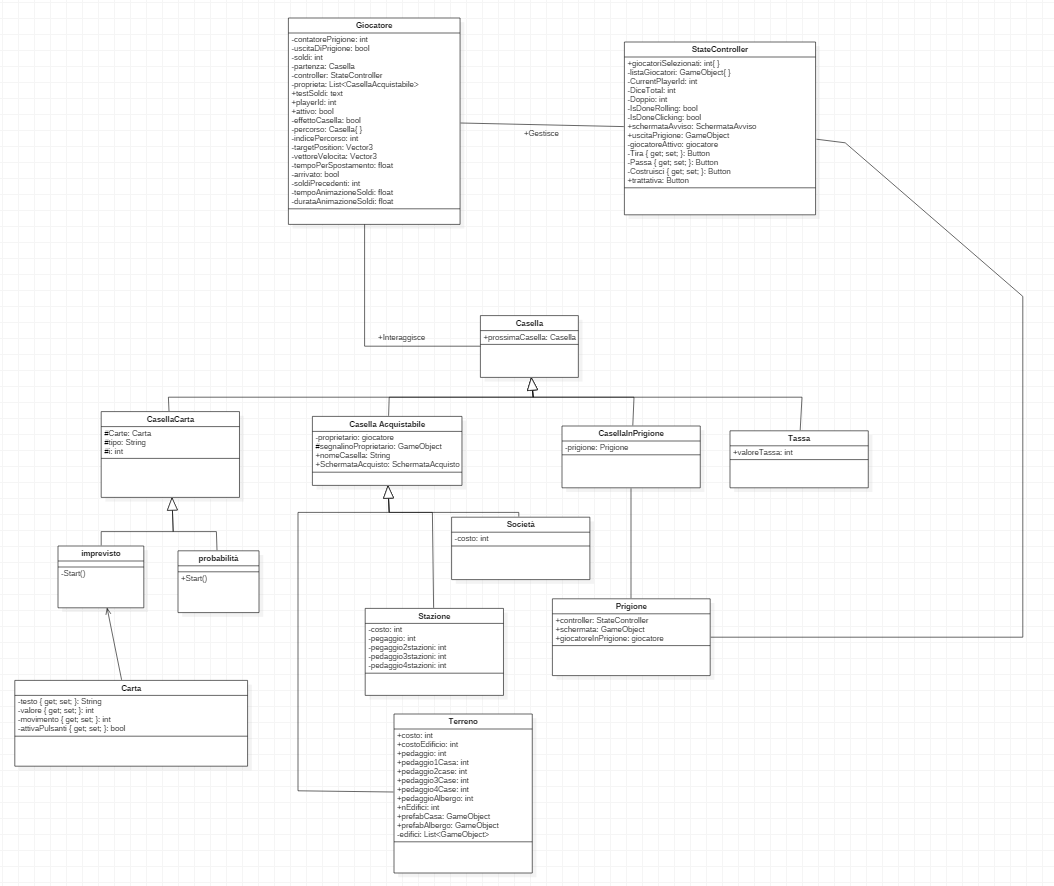 Giocatore
-contatorePrigione: int
-uscitaDiPrigione: bool
-soldi: int
-partenza: Casella
-controller: StateController
-proprieta: List<CasellaAcquistabile>
+testSoldi: text
+playerId: int
+attivo: bool
-effettoCasella: bool
-percorso: Casella{ }
-indicePercorso: int
-targetPosition: Vector3
-vettoreVelocita: Vector3
-tempoPerSpostamento: float
-arrivato: bool
-soldiPrecedenti: int
-tempoAnimazioneSoldi: float
-durataAnimazioneSoldi: float
StateController
+giocatoriSelezionati: int{ }
-listaGiocatori: GameObject{ }
-CurrentPlayerId: int
-DiceTotal: int
-Doppio: int
-IsDoneRolling: bool
-IsDoneClicking: bool
+schermataAvviso: SchermataAvviso
+uscitaPrigione: GameObject
-giocatoreAttivo: giocatore
-Tira { get; set; }: Button
-Passa { get; set; }: Button
-Costruisci { get; set; }: Button
+trattativa: Button
+Gestisce
+Interaggisce
Casella
+prossimaCasella: Casella
CasellaCarta
#Carte: Carta
#tipo: String
#i: int
Casella Acquistabile
-proprietario: giocatore
#segnalinoProprietario: GameObject
+nomeCasella: String
+SchermataAcquisto: SchermataAcquisto
CasellaInPrigione
-prigione: Prigione
Tassa
+valoreTassa: int
imprevisto
-Start()
probabilità
+Start()
Società
-costo: int
Stazione
-costo: int
-pegaggio: int
-pegaggio2stazioni: int
-pedaggio3stazioni: int
-pedaggio4stazioni: int
Prigione
+controller: StateController
+schermata: GameObject
+giocatoreInPrigione: giocatore
Carta
-testo { get; set; }: String
-valore { get; set; }: int
-movimento { get; set; }: int
-attivaPulsanti { get; set; }: bool
Terreno
+costo: int
+costoEdificio: int
+pedaggio: int
+pedaggio1Casa: int
+pedaggio2case: int
+pedaggio3Case: int
+pedaggio4Case: int
+pedaggioAlbergo: int
+nEdifici: int
+prefabCasa: GameObject
+prefabAlbergo: GameObject
-edifici: List<GameObject>